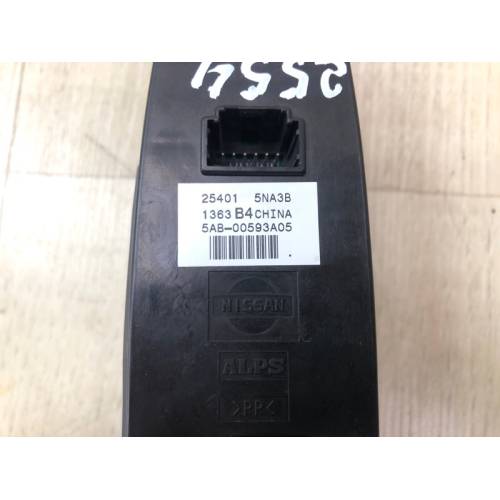 2554
25401 5NA3B
1363 B4 CHINA
5AB-00593A05
NISSAN
ALPS
>PP<